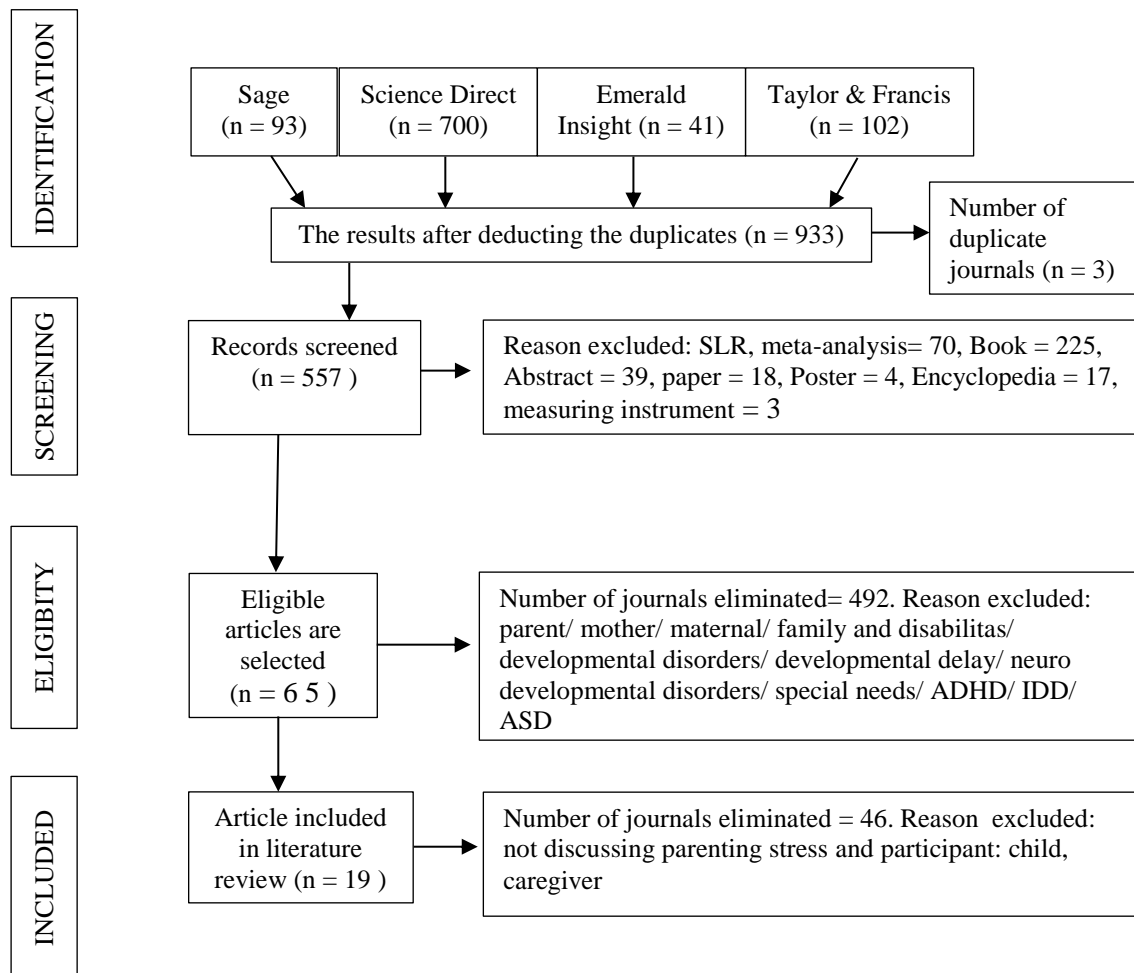 IDENTIFICATION
Sage
(n = 93)
Science Direct
(n = 700)
Emerald
Insight (n = 41)
Taylor & Francis
(n = 102)
The results after deducting the duplicates (n = 933)
Number of
duplicate
journals (n = 3)
SCREENING
Records screened
(n = 557 )
Reason excluded: SLR, meta-analysis= 70, Book = 225,
Abstract = 39, paper = 18, Poster = 4, Encyclopedia = 17,
measuring instrument = 3
ELIGIBITY
Eligible
articles are
selected
(n = 6 5 )
Number of journals eliminated= 492. Reason excluded:
parent/ mother/ maternal/ family and disabilitas/
developmental disorders/ developmental delay/ neuro
developmental disorders/ special needs/ ADHD/ IDD/
ASD
INCLUDED
Article included
in literature
review (n = 19 )
Number of journals eliminated = 46. Reason  excluded:
not discussing parenting stress and participant: child,
caregiver